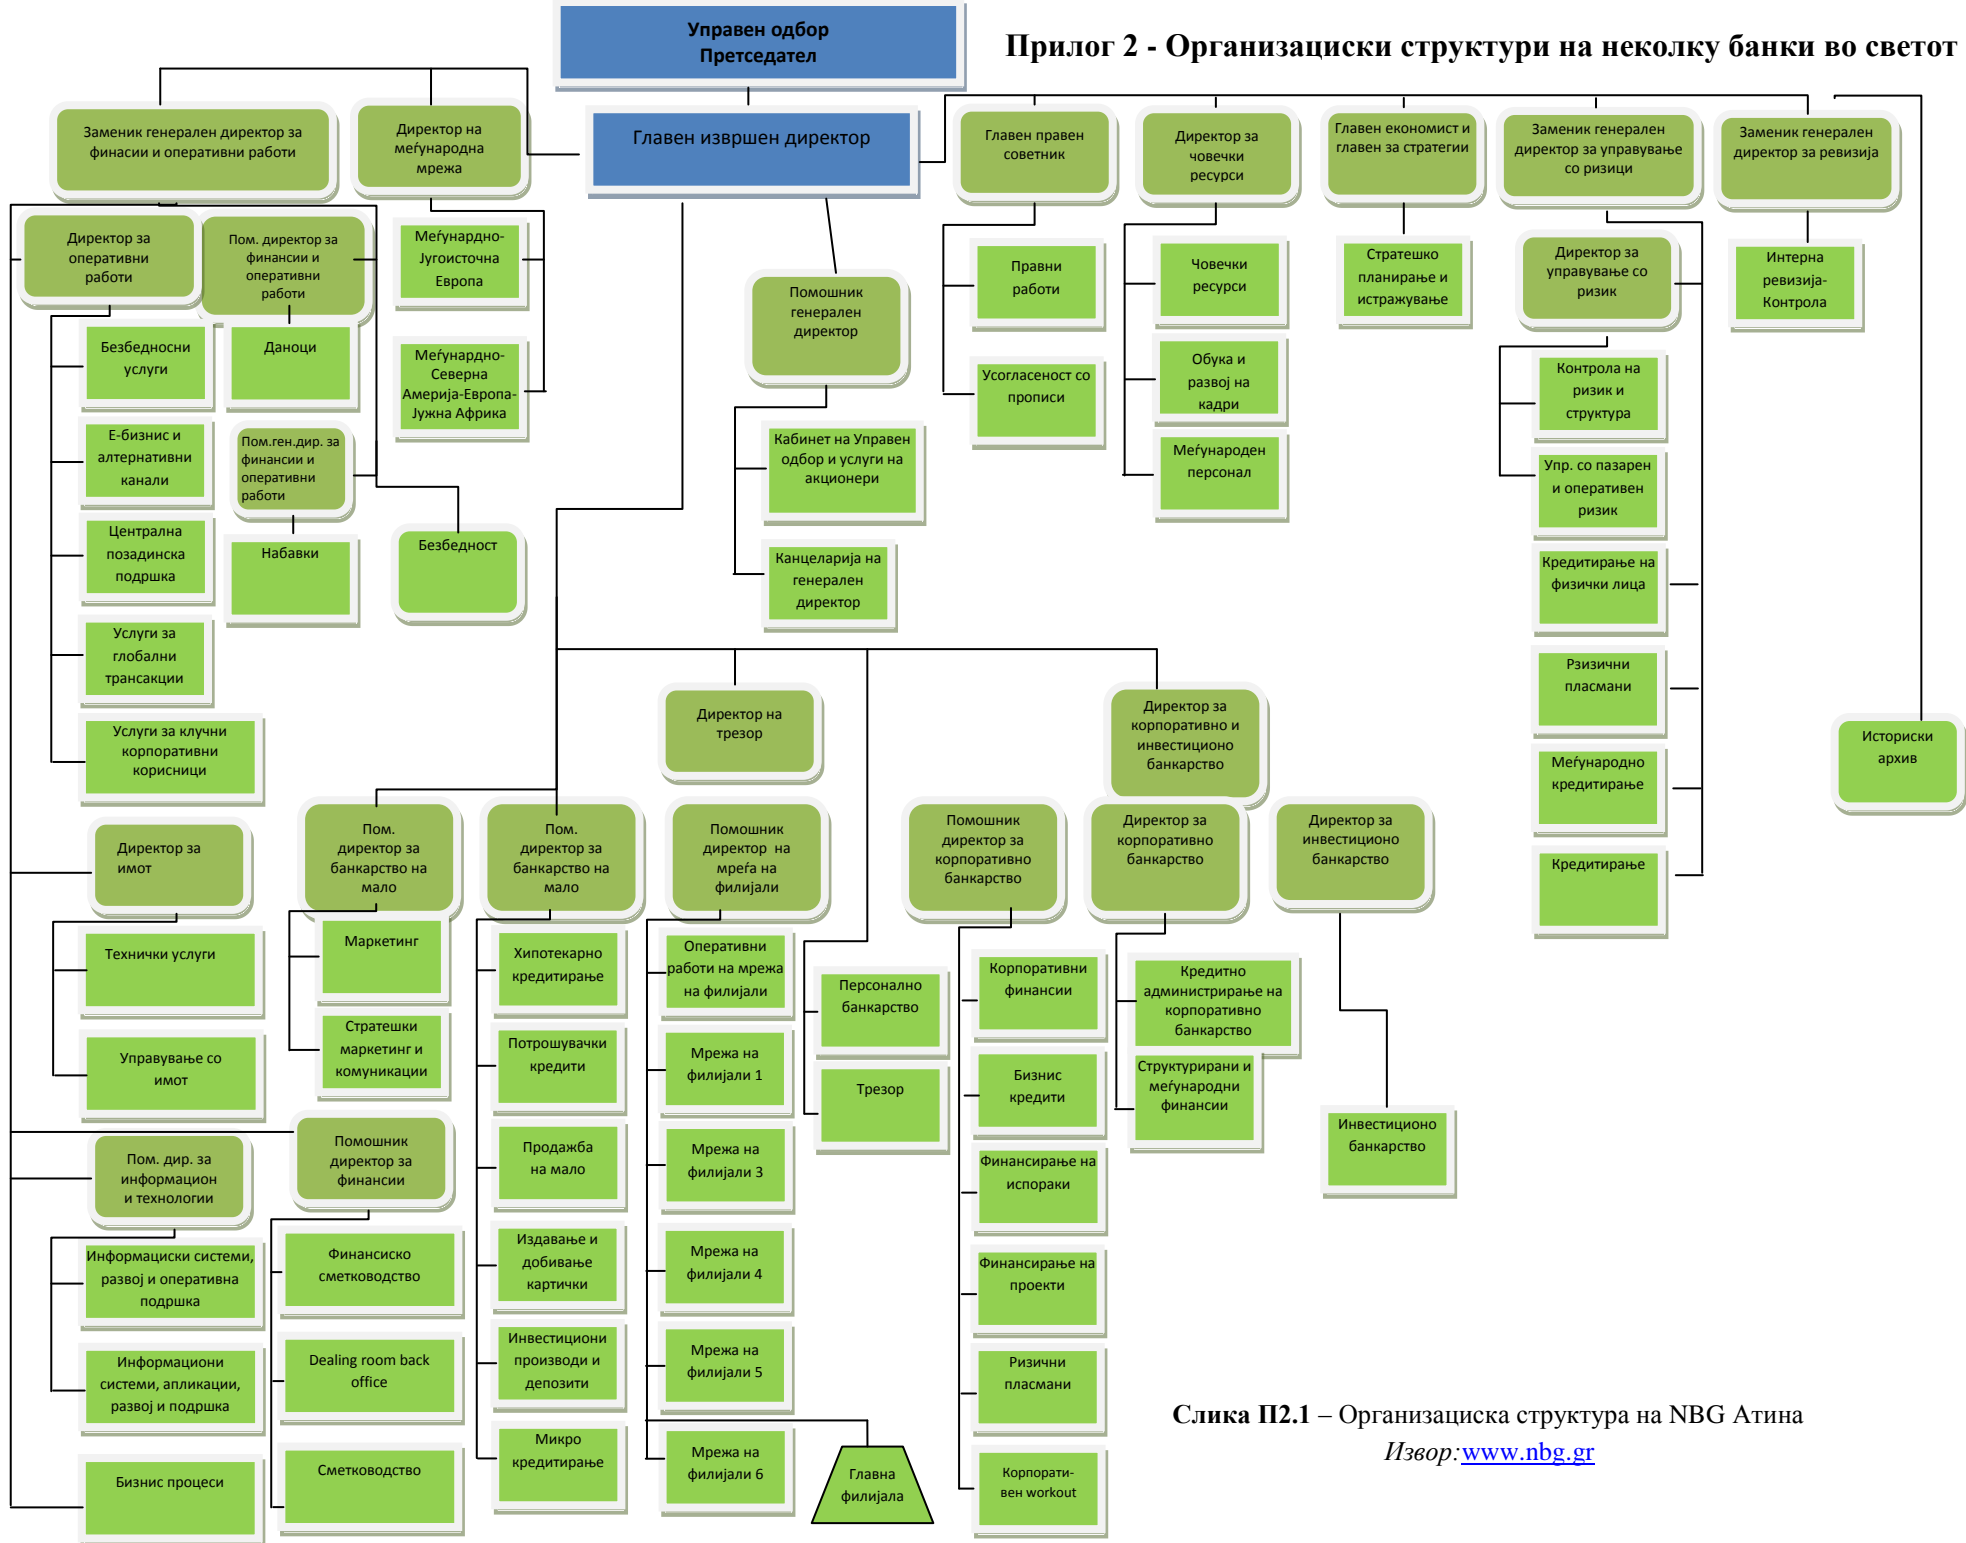 Управен одбор
Претседател
Прилог 2 - Организациски структури на неколку банки во светот
Заменик генерален директор за
финасии и оперативни работи
Директор на
меѓународна
мрежа
Главен извршен директор
Главен правен
советник
Директор за
човечки
ресурси
Главен економист и
главен за стратегии
Заменик генерален
директор за управување
со ризици
Заменик генерален
директор за ревизија
Директор за
оперативни
работи
Пом. директор за
финансии и
оперативни
работи
Меѓунардно-
Југоисточна
Европа
Помошник
генерален
директор
Правни
работи
Човечки
ресурси
Стратешко
планирање и
истражување
Директор за
управување со
ризик
Интерна
ревизија-
Контрола
Безбедносни
услуги
Даноци
Меѓунардно-
Северна
Америја-Европа-
Јужна Африка
Усогласеност со
прописи
Обука и
развој на
кадри
Контрола на
ризик и
структура
Е-бизнис и
алтернативни
канали
Пом.ген.дир. за
финансии и
оперативни
работи
Кабинет на Управен
одбор и услуги на
акционери
Меѓународен
персонал
Упр. со пазарен
и оперативен
ризик
Централна
позадинска
подршка
Набавки
Безбедност
Канцеларија на
генерален
директор
Кредитирање на
физички лица
Услуги за
глобални
трансакции
Рзизични
пласмани
Услуги за клучни
корпоративни
корисници
Директор на
трезор
Директор за
корпоративно и
инвестиционо
банкарство
Меѓународно
кредитирање
Историски
архив
Директор за
имот
Пом.
директор за
банкарство на
мало
Пом.
директор за
банкарство на
мало
Помошник
директор  на
мреѓа на
филијали
Помошник
директор за
корпоративно
банкарство
Директор за
корпоративно
банкарство
Директор за
инвестиционо
банкарство
Кредитирање
Технички услуги
Маркетинг
Хипотекарно
кредитирање
Оперативни
работи на мрежа
на филијали
Персонално
банкарство
Корпоративни
финансии
Кредитно
администрирање на
корпоративно
банкарство
Управување со
имот
Стратешки
маркетинг и
комуникации
Потрошувачки
кредити
Мрежа на
филијали 1
Трезор
Бизнис
кредити
Структурирани и
меѓународни
финансии
Инвестиционо
банкарство
Пом. дир. за
информацион
и технологии
Помошник
директор за
финансии
Продажба
на мало
Мрежа на
филијали 3
Финансирање на
испораки
Информациски системи,
развој и оперативна
подршка
Финансиско
сметководство
Издавање и
добивање
картички
Мрежа на
филијали 4
Финансирање на
проекти
Информациони
системи, апликации,
развој и подршка
Dealing room back
office
Инвестициони
производи и
депозити
Мрежа на
филијали 5
Ризични
пласмани
Бизнис процеси
Сметководство
Микро
кредитирање
Мрежа на
филијали 6
Главна
филијала
Корпорати-
вен workout
Слика П2.1 – Организациска структура на NBG Атина
Извор:www.nbg.gr